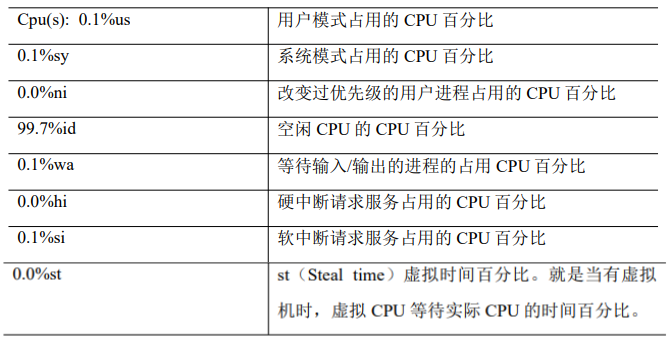 Cpu(s): 0.1%us 用户模式占用的 CPU 百分比
0.1%sy 系统模式占用的 CPU 百分比
0.0%ni 改变过优先级的用户进程占用的 CPU 百分比
99.7%id 空闲 CPU 的 CPU 百分比
0.1%wa 等待输入/输出的进程的占用 CPU 百分比
0.0%hi 硬中断请求服务占用的 CPU 百分比
0.1%si 软中断请求服务占用的 CPU 百分比
0.0%st st（Steal time）虚拟时间百分比。就是当有虚拟
机时，虚拟 CPU 等待实际 CPU 的时间百分比。